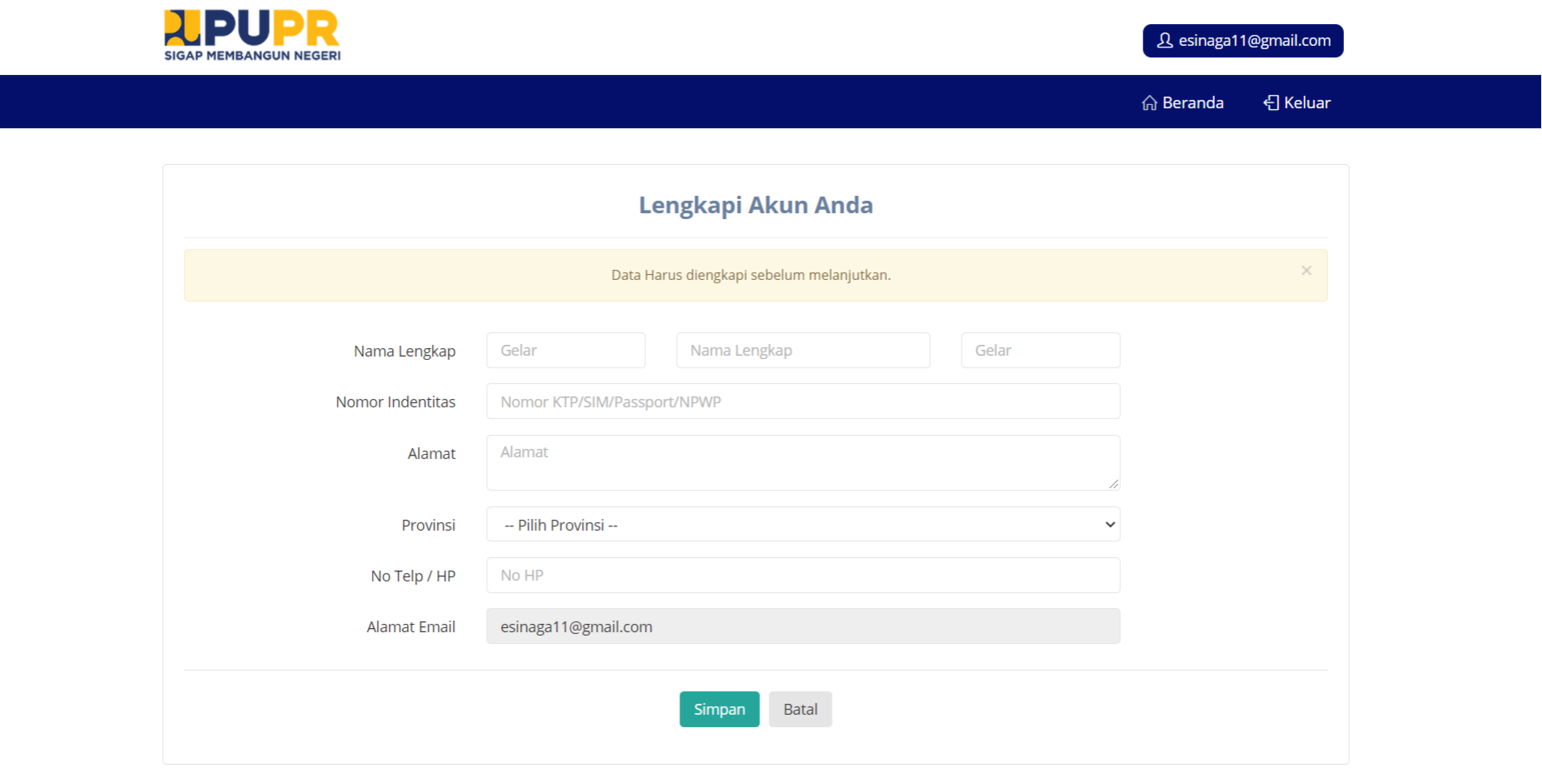 PUPR
SIGAP MEMBANGUN NEGERI
esinaga11@gmail.com
Beranda Keluar
Lengkapi Akun Anda
Data Harus diengkapi sebelum melanjutkan. ×
Nama Lengkap Gelar Nama Lengkap Gelar
Nomor Indentitas Nomor KTP/SIM/Passport/NPWP
Alamat Alamat
Provinsi -- Pilih Provinsi --
No Telp / HP No HP
Alamat Email esinaga11@gmail.com
Simpan Batal